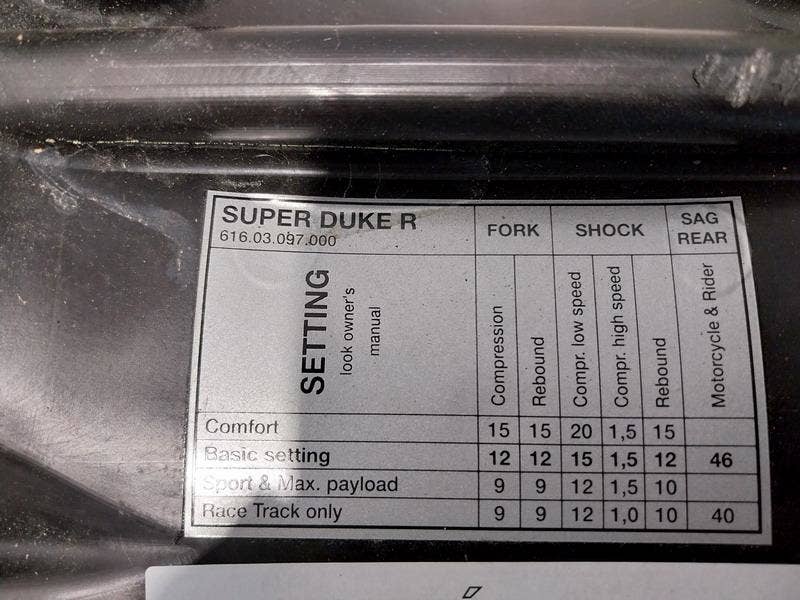 SUPER DUKE R FORK SHOCK SAG REAR
616.03.097.000
SETTING
look owner's
manual
Compression
Rebound
Compr. low speed
Compr. high speed
Rebound
Motorcycle & Rider
Comfort 15 15 20 1,5 15
Basic setting 12 12 15 1,5 12 46
Sport & Max. payload 9 9 12 1,5 10
Race Track only 9 9 12 1,0 10 40